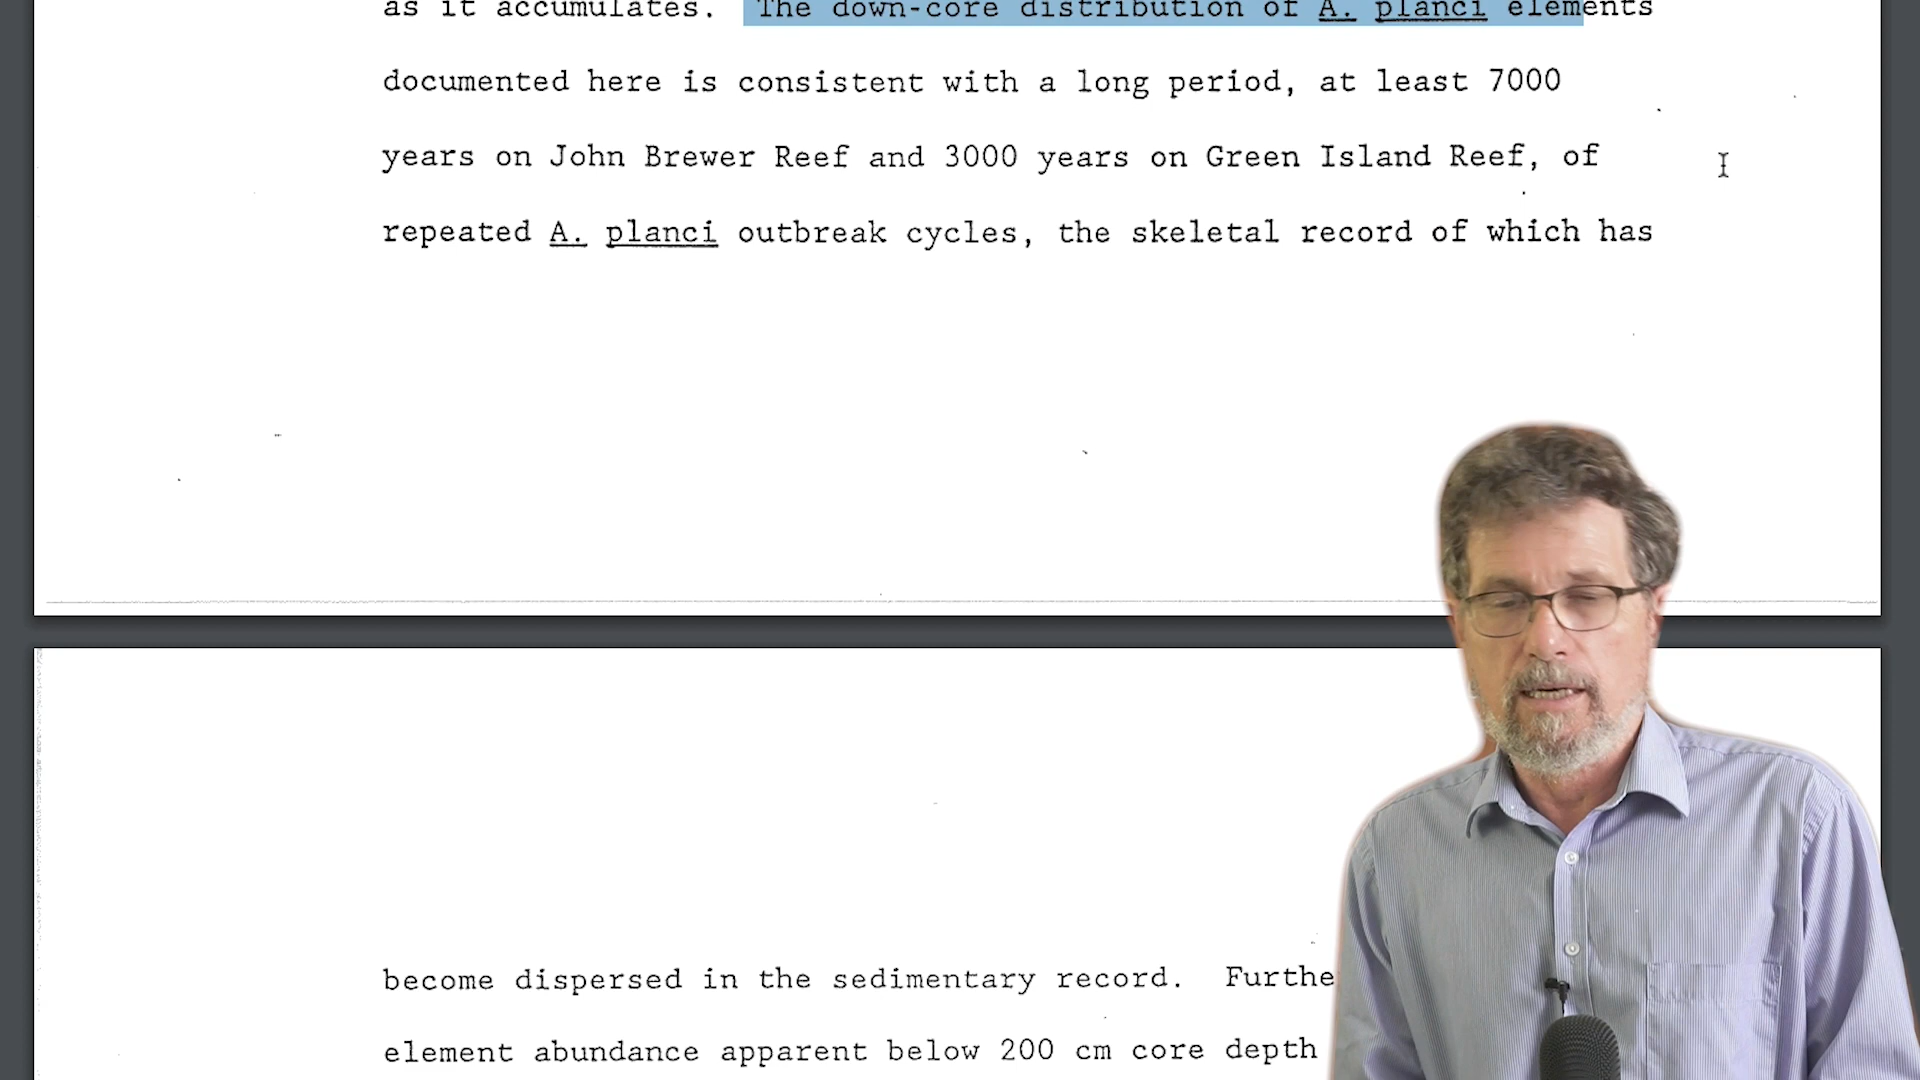 as it accumulates. The down-core distribution of A. planci elements
documented here is consistent with a long period, at least 7000
years on John Brewer Reef and 3000 years on Green Island Reef, of
repeated A. planci outbreak cycles, the skeletal record of which has
become dispersed in the sedimentary record. Furthe
element abundance apparent below 200 cm core depth